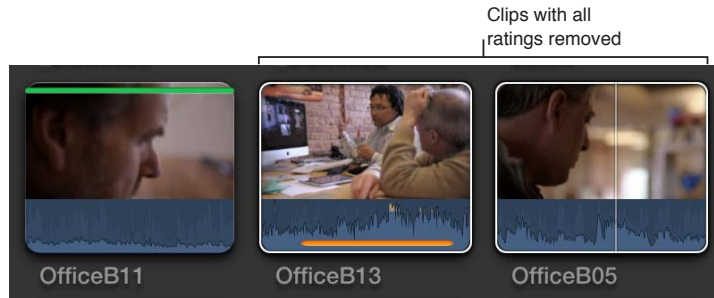 Clips with all
ratings removed
OfficeB11
OfficeB13
OfficeB05